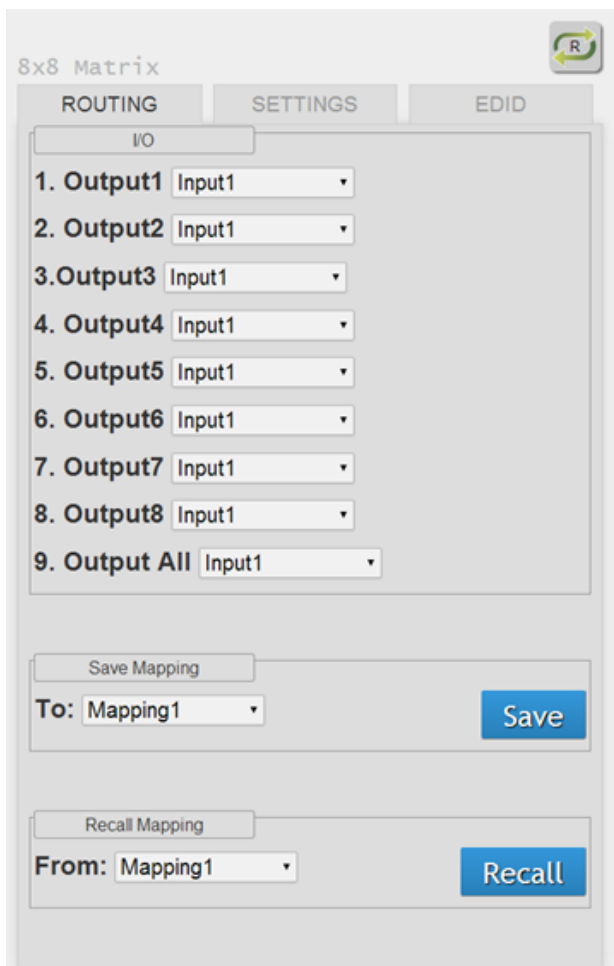 R
8x8 Matrix
ROUTING SETTINGS EDID
I/O
1. Output1 Input1
2. Output2 Input1
3.Output3 Input1
4. Output4 Input1
5. Output5 Input1
6. Output6 Input1
7. Output7 Input1
8. Output8 Input1
9. Output All Input1
Save Mapping
To: Mapping1 Save
Recall Mapping
From: Mapping1 Recall